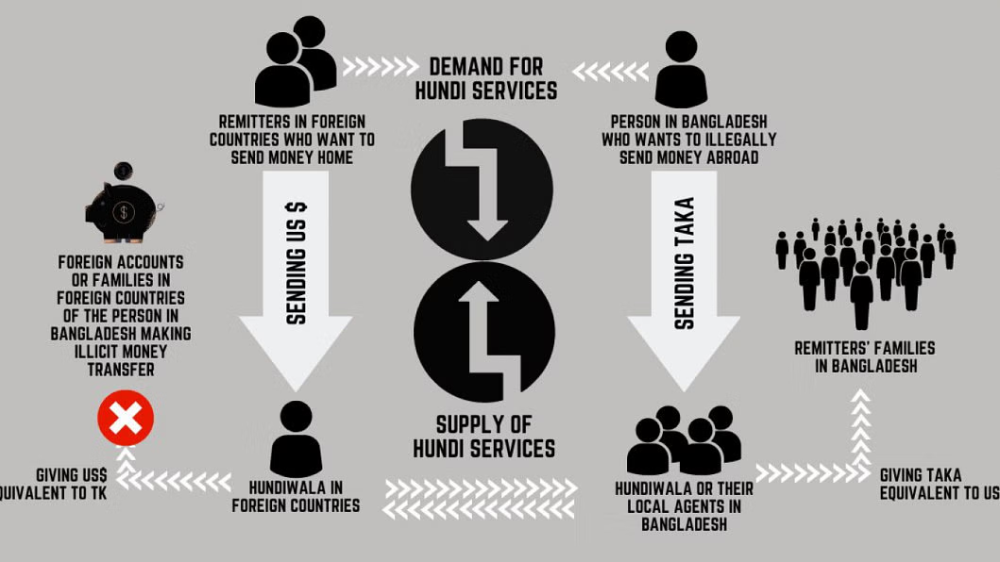 DEMAND FOR
HUNDI SERVICES
REMITTERS IN FOREIGN
COUNTRIES WHO WANT TO
SEND MONEY HOME
PERSON IN BANGLADESH
WHO WANTS TO ILLEGALLY
SEND MONEY ABROAD
SENDING US $
SENDING TAKA
$
FOREIGN ACCOUNTS
OR FAMILIES IN
FOREIGN COUNTRIES
OF THE PERSON IN
BANGLADESH MAKING
ILLICIT MONEY
TRANSFER
REMITTERS' FAMILIES
IN BANGLADESH
SUPPLY OF
HUNDI SERVICES
GIVING US$
QUIVALENT TO TK
HUNDIWALA IN
FOREIGN COUNTRIES
HUNDIWALA OR THEIR
LOCAL AGENTS IN
BANGLADESH
GIVING TAKA
EQUIVALENT TO US